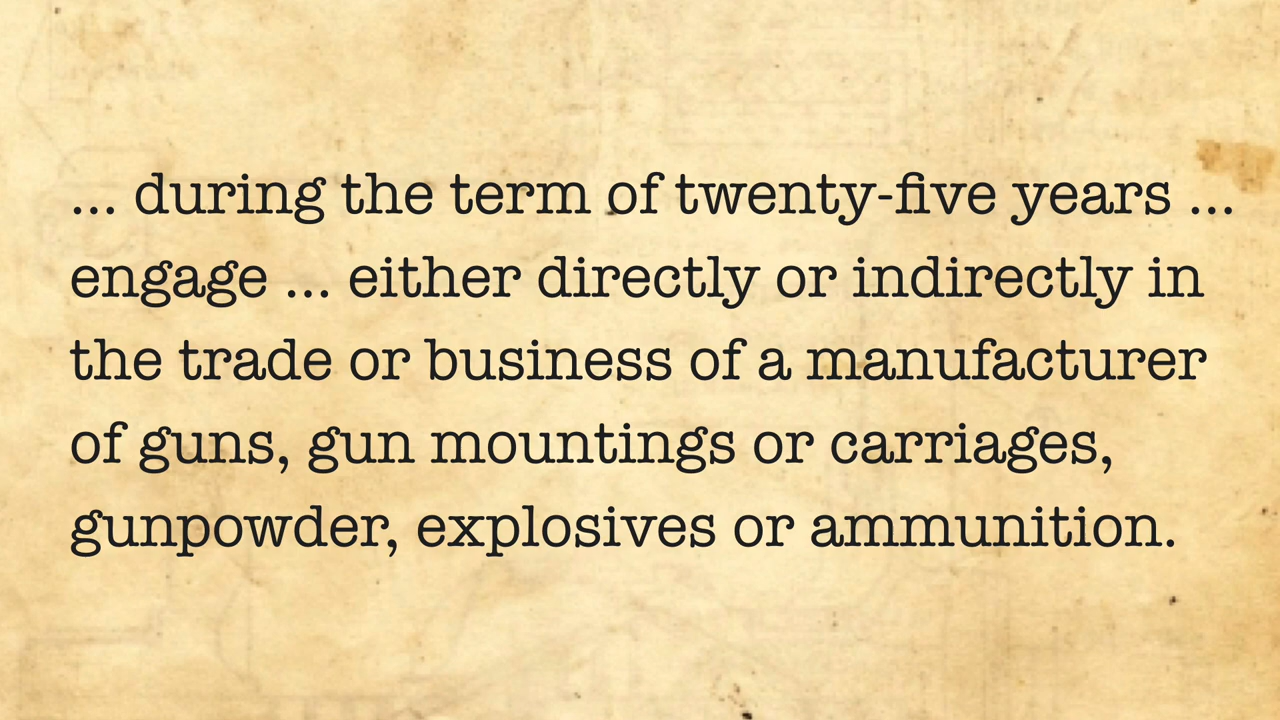 ... during the term of twenty-five years ...
engage ... either directly or indirectly in
the trade or business of a manufacturer
of guns, gun mountings or carriages,
gunpowder, explosives or ammunition.